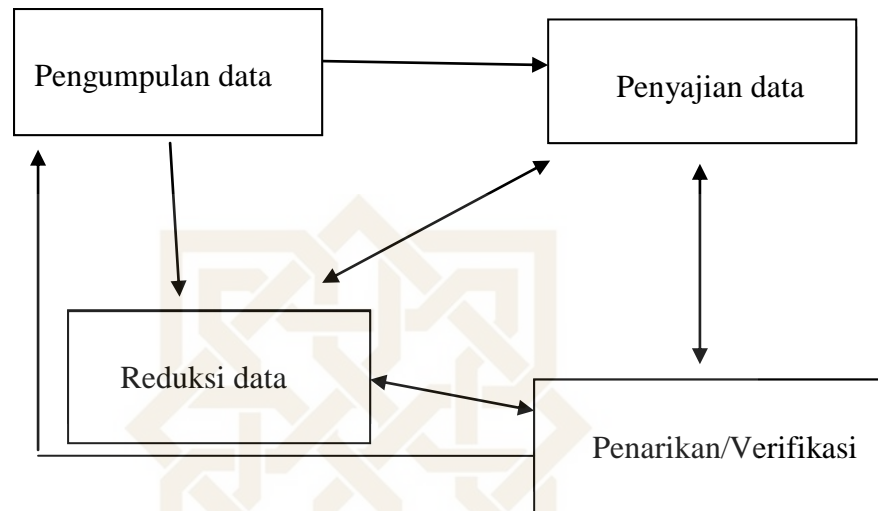 Pengumpulan data
Penyajian data
Reduksi data
Penarikan/Verifikasi